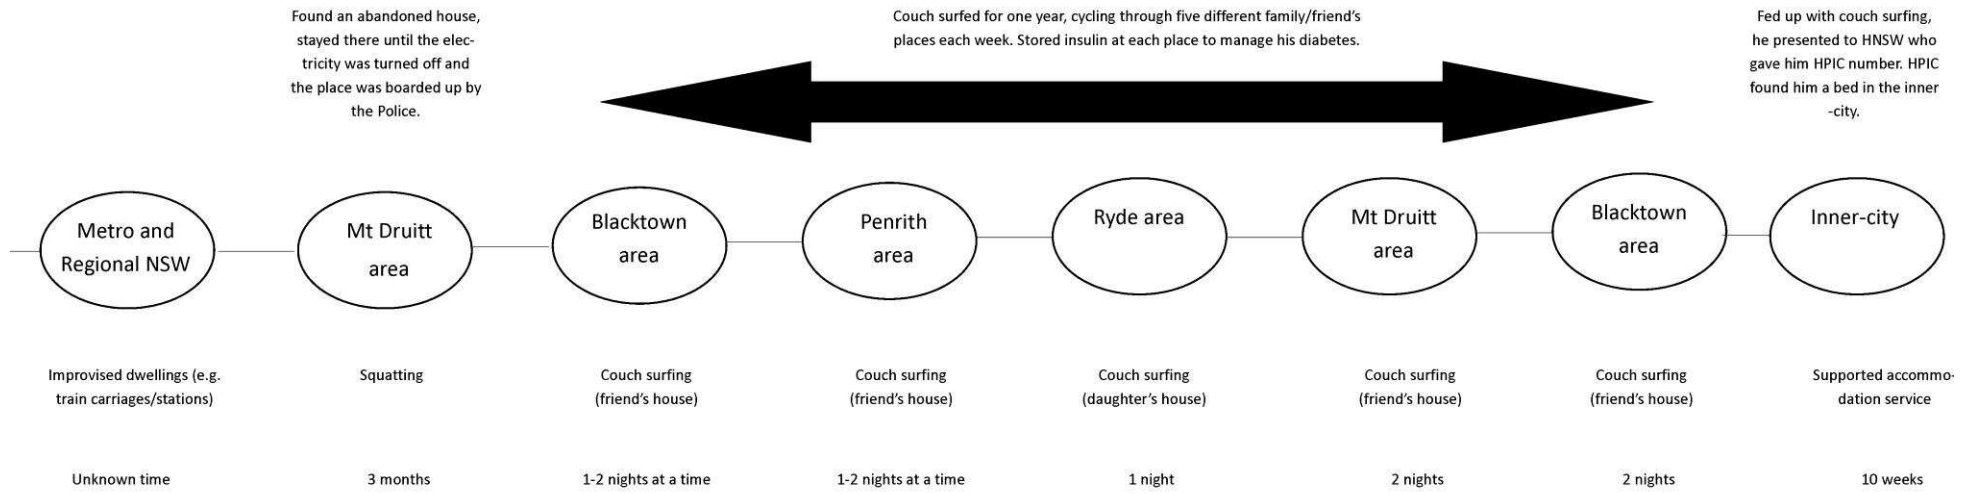 Found an abandoned house,
stayed there until the elec-
tricity was turned off and
the place was boarded up by
the Police.
Couch surfed for one year, cycling through five different family/friend's
places each week. Stored insulin at each place to manage his diabetes.
Fed up with couch surfing,
he presented to HNSW who
gave him HPIC number. HPIC
found him a bed in the inner
-city.
Metro and
Regional NSW
Mt Druitt
area
Blacktown
area
Penrith
area
Ryde area
Mt Druitt
area
Blacktown
area
Inner-city
Improvised dwellings (e.g.
train carriages/stations)
Squatting
Couch surfing
(friend's house)
Couch surfing
(friend's house)
Couch surfing
(daughter's house)
Couch surfing
(friend's house)
Couch surfing
(friend's house)
Supported accommo-
dation service
Unknown time
3 months
1-2 nights at a time
1-2 nights at a time
1 night
2 nights
2 nights
10 weeks